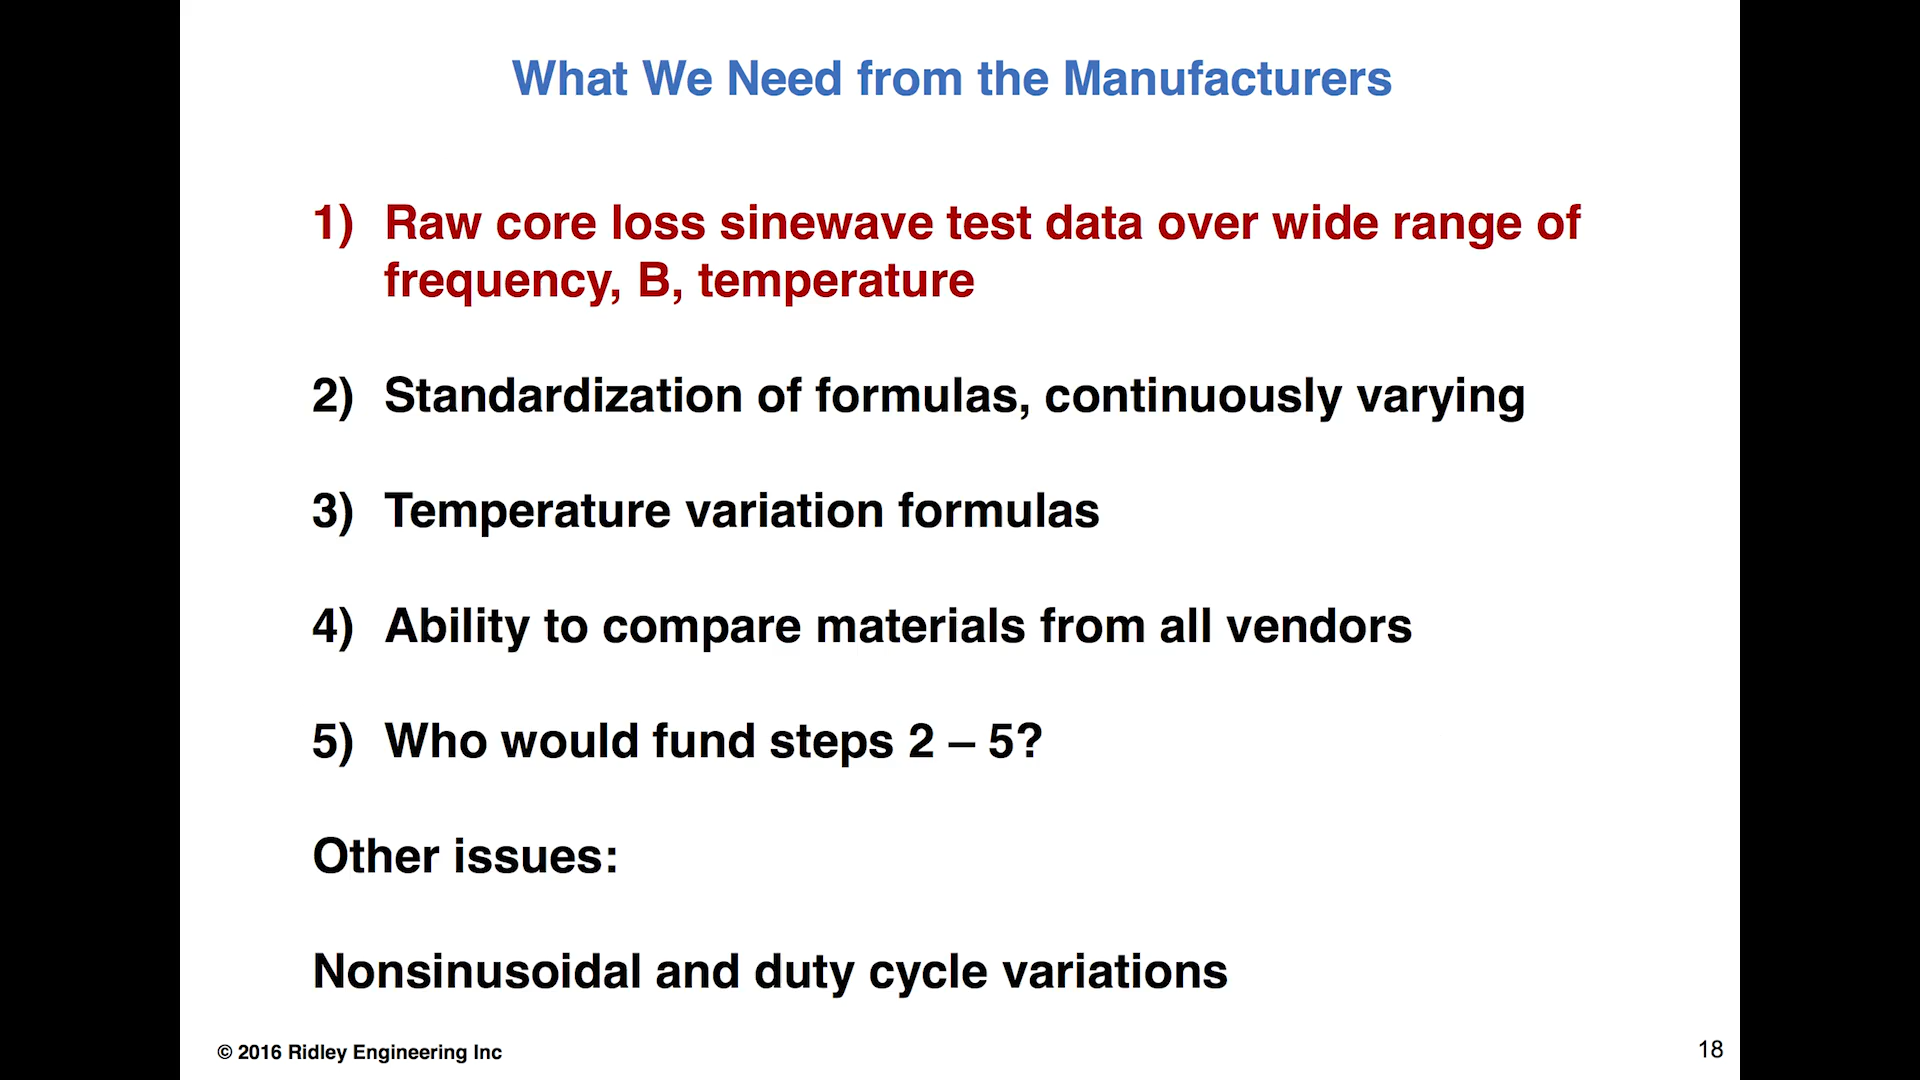 What We Need from the Manufacturers
1) Raw core loss sinewave test data over wide range of
frequency, B, temperature
2) Standardization of formulas, continuously varying
3) Temperature variation formulas
4) Ability to compare materials from all vendors
5) Who would fund steps 2 – 5?
Other issues:
Nonsinusoidal and duty cycle variations
© 2016 Ridley Engineering Inc
18